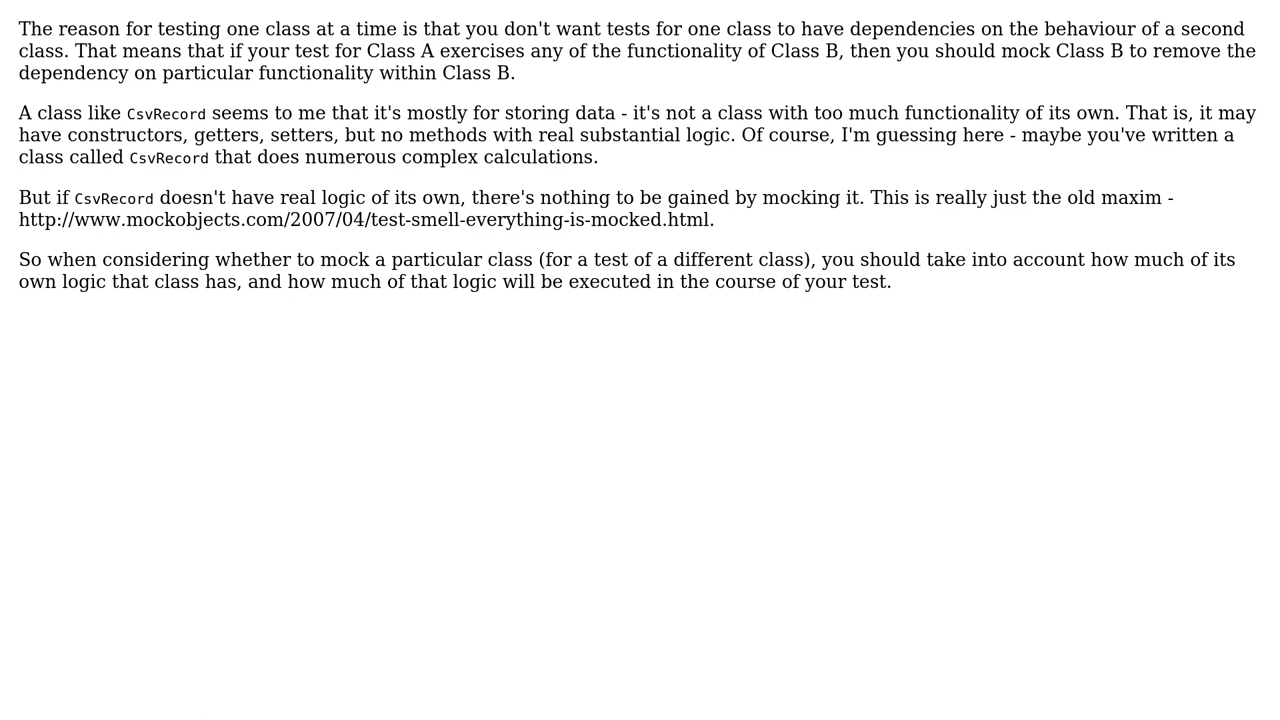 The reason for testing one class at a time is that you don't want tests for one class to have dependencies on the behaviour of a second
class. That means that if your test for Class A exercises any of the functionality of Class B, then you should mock Class B to remove the
dependency on particular functionality within Class B.
A class like CsvRecord seems to me that it's mostly for storing data - it's not a class with too much functionality of its own. That is, it may
have constructors, getters, setters, but no methods with real substantial logic. Of course, I'm guessing here - maybe you've written a
class called CsvRecord that does numerous complex calculations.
But if CsvRecord doesn't have real logic of its own, there's nothing to be gained by mocking it. This is really just the old maxim -
http://www.mockobjects.com/2007/04/test-smell-everything-is-mocked.html.
So when considering whether to mock a particular class (for a test of a different class), you should take into account how much of its
own logic that class has, and how much of that logic will be executed in the course of your test.